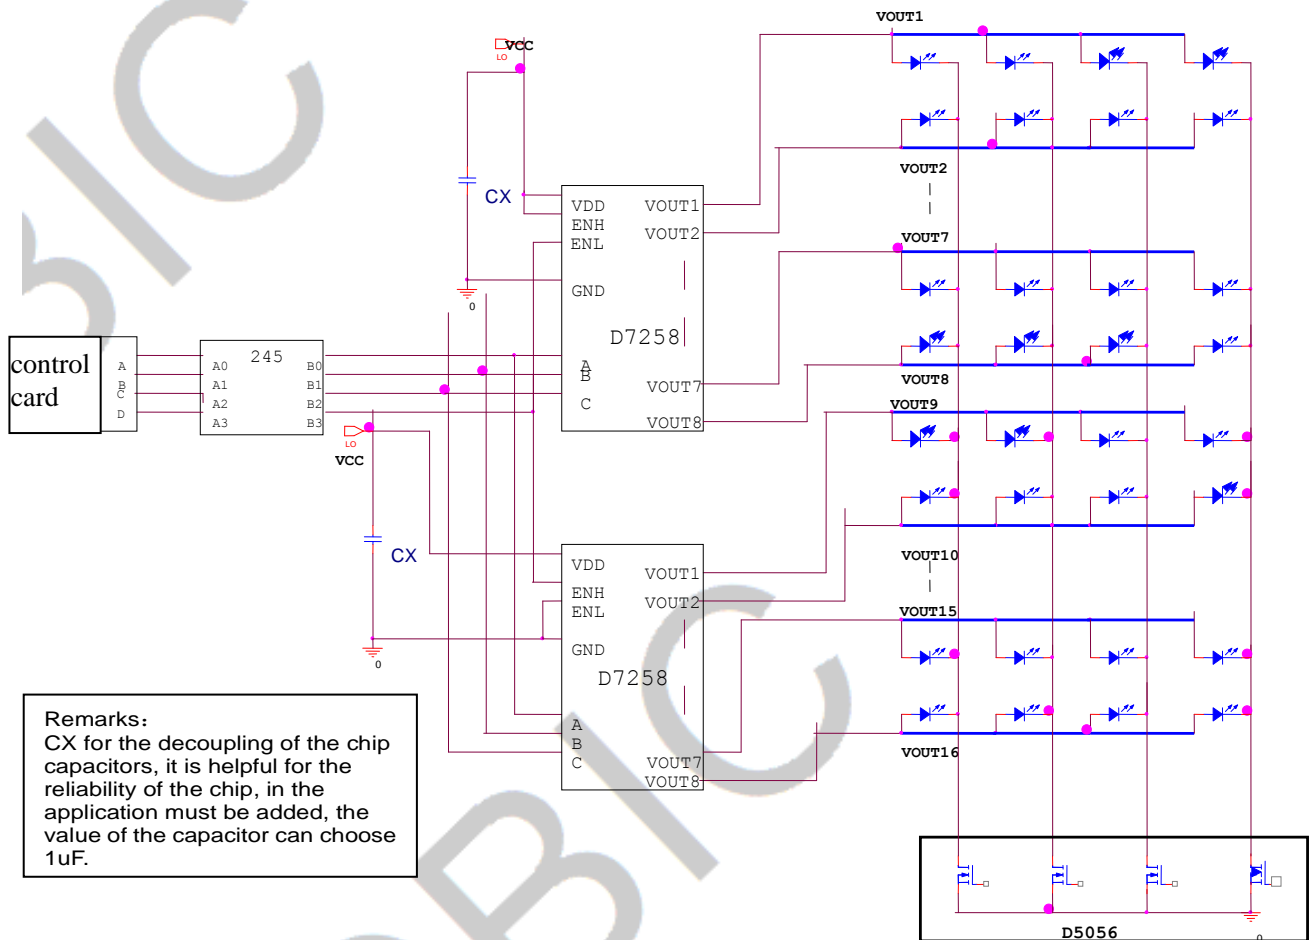 VOUT1
VCC
LO
CX
VDD
ENH
ENL
GND
D7258
A
B
C
VOUT1
VOUT2
VOUT7
VOUT8
0
VOUT2
VOUT7
VOUT8
VOUT9
VOUT10
VOUT15
VOUT16
control
card
A
B
C
D
245
A0
A1
A2
A3
B0
B1
B2
B3
LO
VCC
CX
0
VDD
ENH
ENL
GND
D7258
A
B
C
VOUT1
VOUT2
VOUT7
VOUT8
Remarks:
CX for the decoupling of the chip
capacitors, it is helpful for the
reliability of the chip, in the
application must be added, the
value of the capacitor can choose
1uF.
D5056
0
BIC
BIC